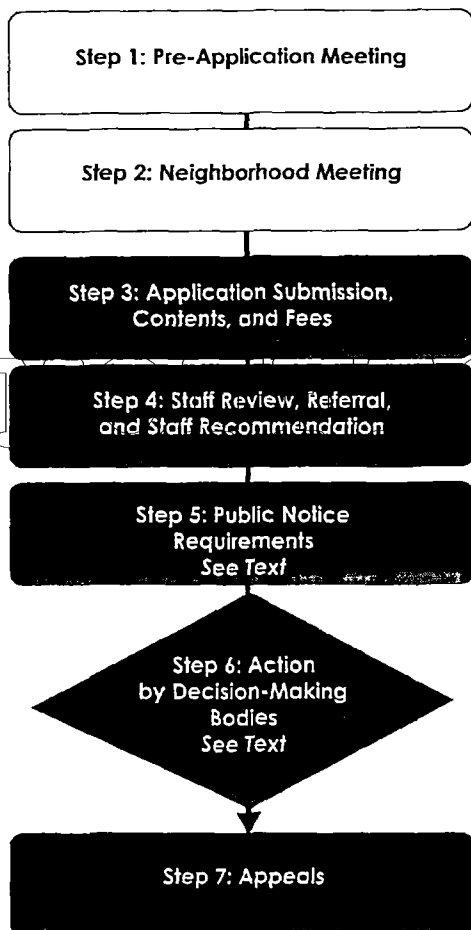 Step 1: Pre-Application Meeting
Step 2: Neighborhood Meeting
Step 3: Application Submission,
Contents, and Fees
Step 4: Staff Review, Referral,
and Staff Recommendation
Step 5: Public Notice
Requirements
See Text
Step 6: Action
by Decision-Making
Bodies
See Text
Step 7: Appeals